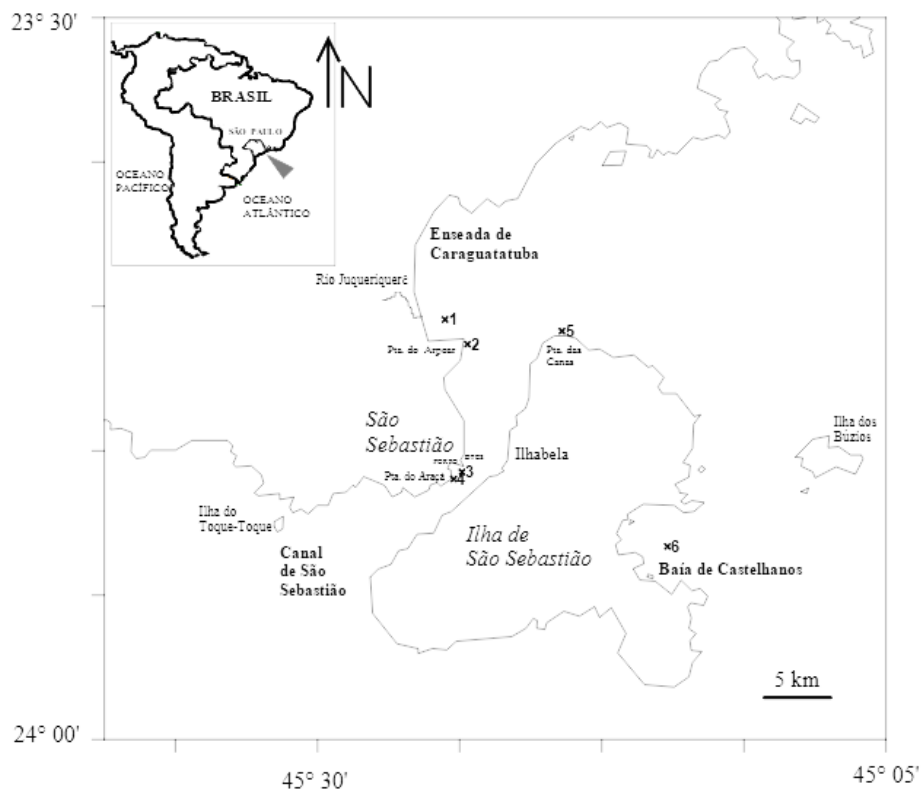 23° 30'
N
BRASIL
SÃO PAULO
OCEANO
PACÍFICO
OCEANO
ATLÂNTICO
Enseada de
Caraguatatuba
Rio Juqueriquerê
×1
×2
Pta. do Arpoar
×5
Pta. das
Canas
São
Sebastião
Ilhabela
Ilha dos
Búzios
×3
Pta. do Araçá
×4
Ilha do
Toque-Toque
Ilha de
São Sebastião
×6
Baía de Castelhanos
Canal
de São
Sebastião
5 km
24° 00'
45° 30'
45° 05'